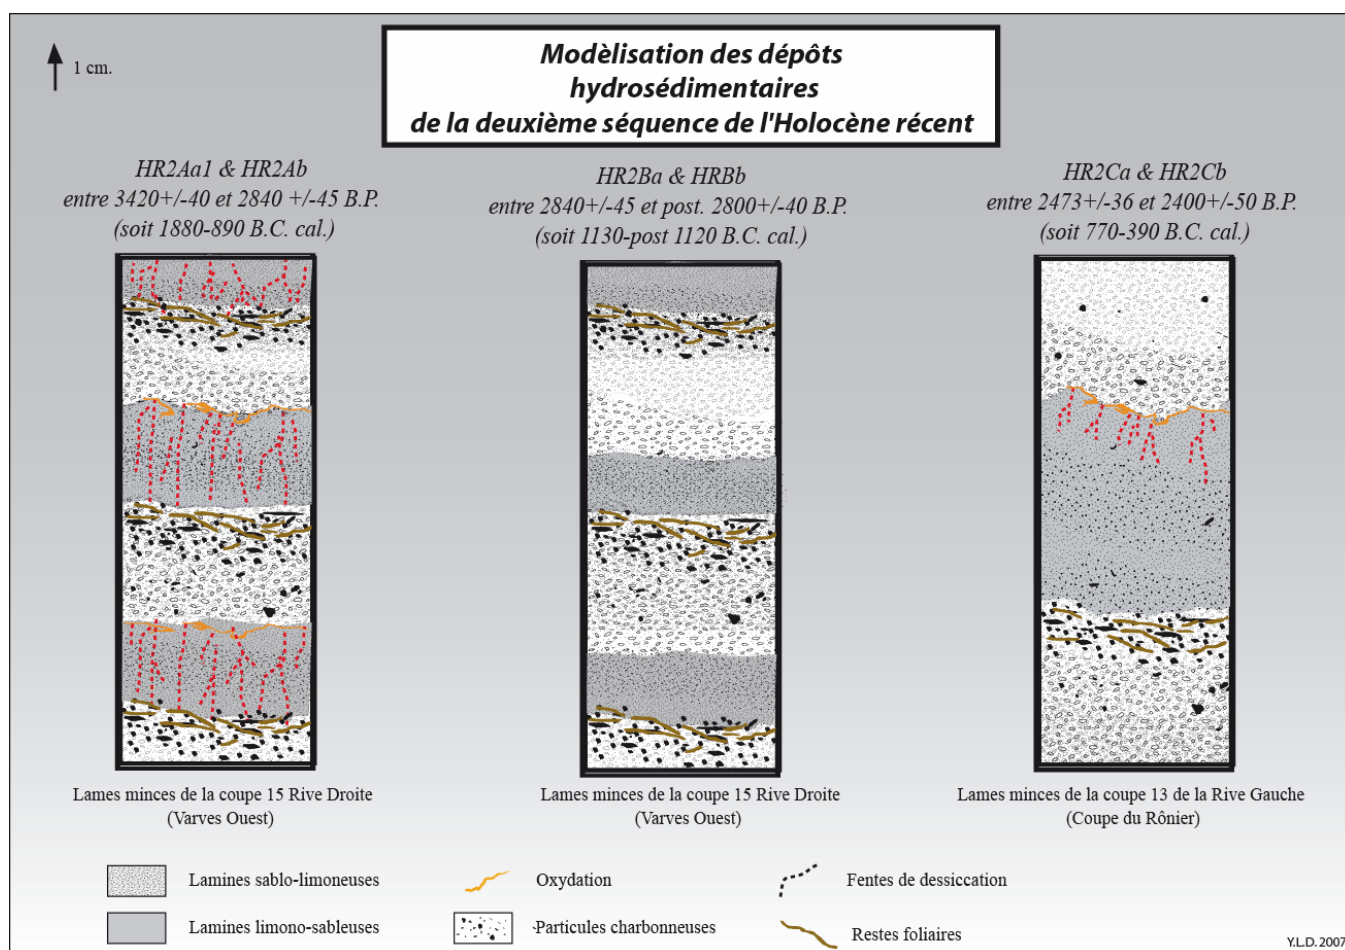 Modèlisation des dépôts
hydrosédimentaires
de la deuxième séquence de l'Holocène récent
1 cm.
HR2Aa1 & HR2Ab
entre 3420+/-40 et 2840 +/-45 B.P.
(soit 1880-890 B.C. cal.)
HR2Ba & HRBb
entre 2840+/-45 et post. 2800+/-40 B.P.
(soit 1130-post 1120 B.C. cal.)
HR2Ca & HR2Cb
entre 2473+/-36 et 2400+/-50 B.P.
(soit 770-390 B.C. cal.)
Lames minces de la coupe 15 Rive Droite
(Varves Ouest)
Lames minces de la coupe 15 Rive Droite
(Varves Ouest)
Lames minces de la coupe 13 de la Rive Gauche
(Coupe du Rônier)
Lamines sablo-limoneuses
Oxydation
Fentes de dessiccation
Lamines limono-sableuses
Particules charbonneuses
Restes foliaires
Y.L.D. 2007